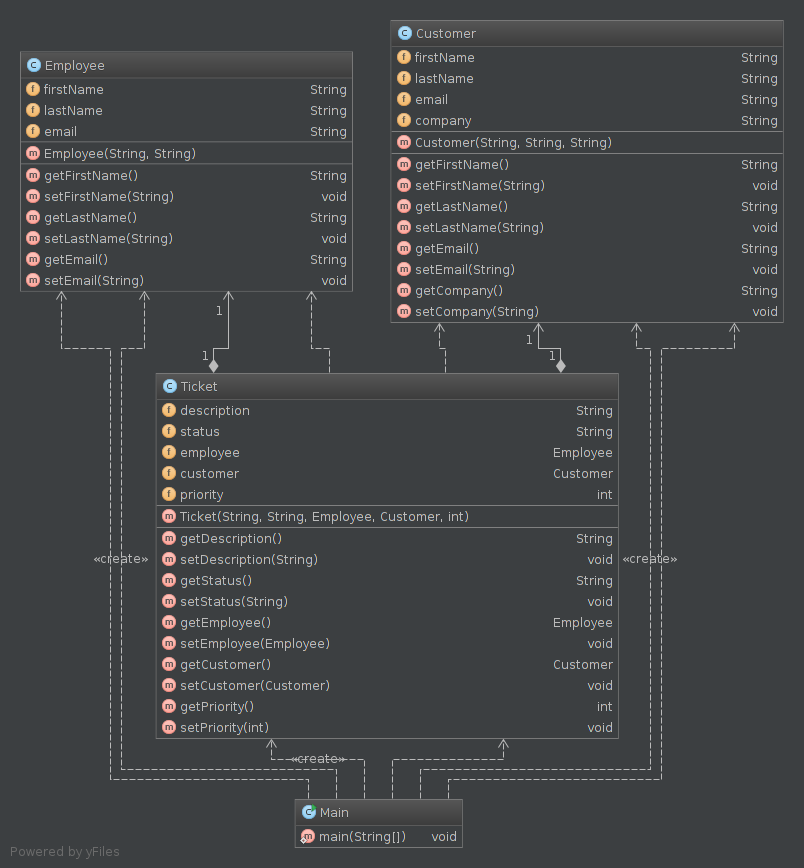 Employee
firstName String
lastName String
email String
Employee(String, String)
getFirstName() String
setFirstName(String) void
getLastName() String
setLastName(String) void
getEmail() String
setEmail(String) void
Customer
firstName String
lastName String
email String
company String
Customer(String, String, String)
getFirstName() String
setFirstName(String) void
getLastName() String
setLastName(String) void
getEmail() String
setEmail(String) void
getCompany() String
setCompany(String) void
1
1
1
1
Ticket
description String
status String
employee Employee
customer Customer
priority int
Ticket(String, String, Employee, Customer, int)
getDescription() String
setDescription(String) void
getStatus() String
setStatus(String) void
getEmployee() Employee
setEmployee(Employee) void
getCustomer() Customer
setCustomer(Customer) void
getPriority() int
setPriority(int) void
«create»
«create»
«create»
Main
main(String[]) void
Powered by yFiles